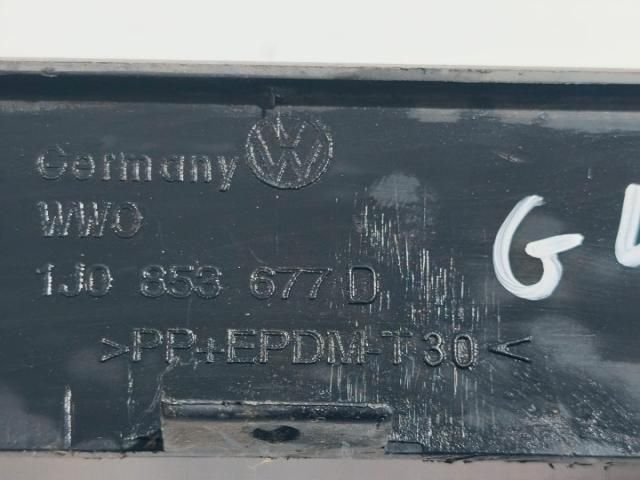 Germany
WWO
1J0 853 677 D
>PP+EPDM-T30<
G